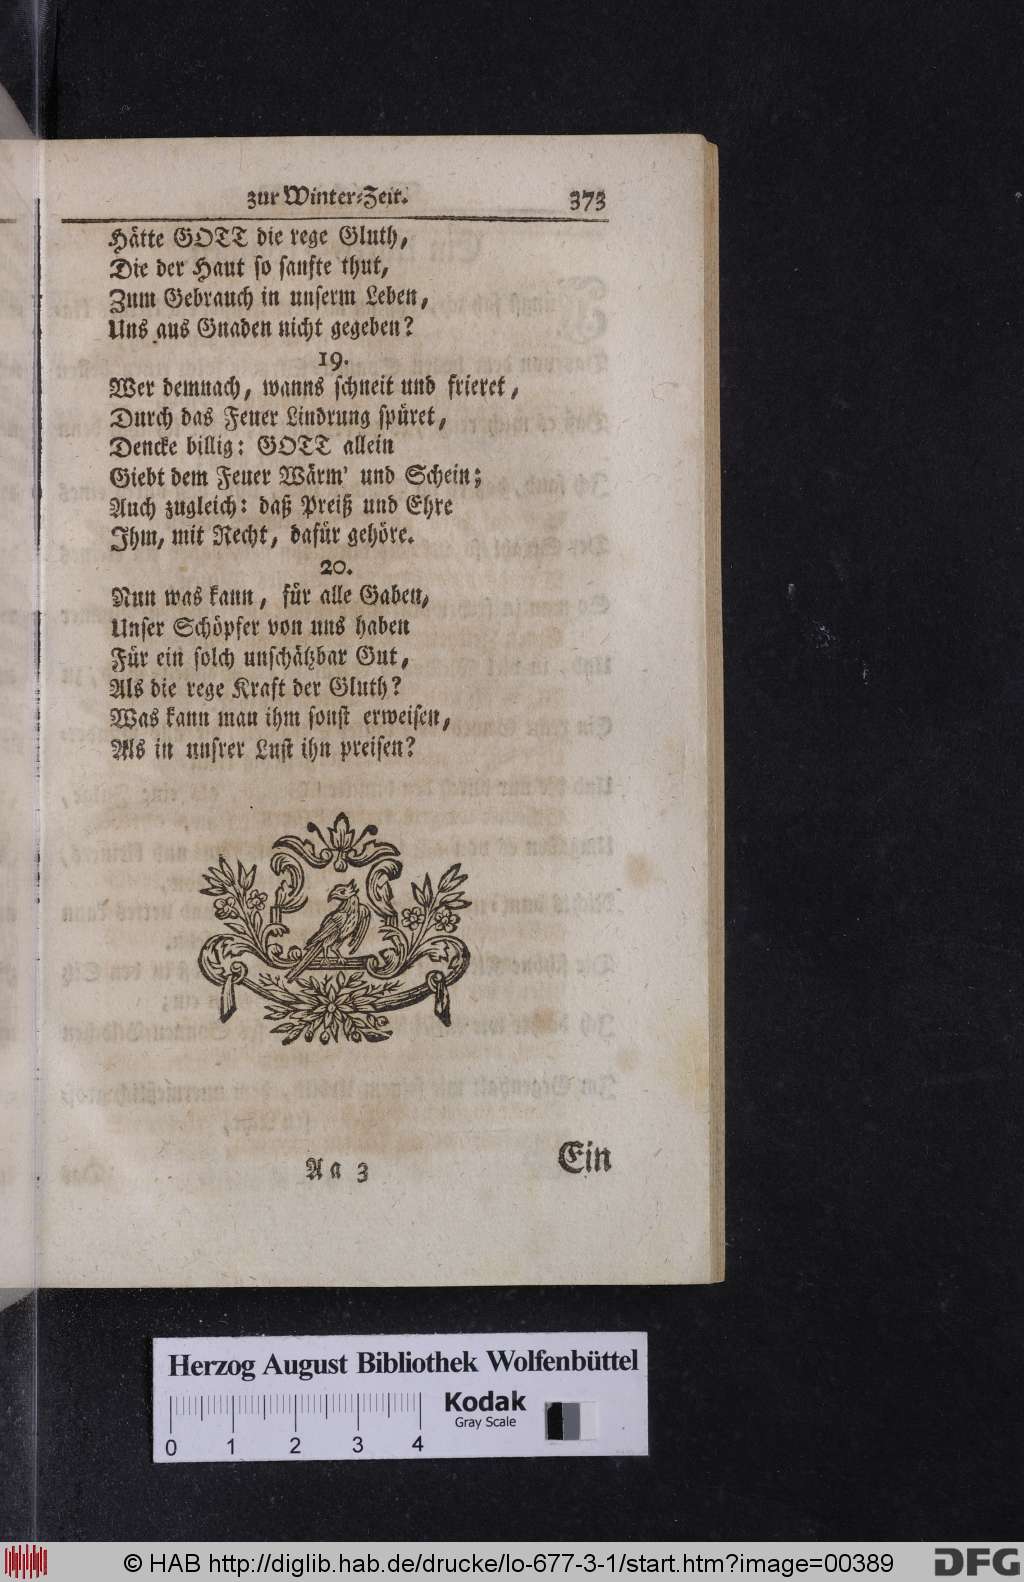 zur Winter-Zeit. 373
Hätte GOTT die rege Gluth,
Die der Haut so sanfte thut,
Zum Gebrauch in unserm Leben,
Uns aus Gnaden nicht gegeben?
19.
Wer demnach, wanns schneit und frieret,
Durch das Feuer Lindrung spüret,
Dencke billig: GOTT allein
Giebt dem Feuer Wärm' und Schein;
Auch zugleich: daß Preiß und Ehre
Ihm, mit Recht, dafür gehöre.
20.
Nun was kann, für alle Gaben,
Unser Schöpfer von uns haben
Für ein solch unschätzbar Gut,
Als die rege Kraft der Gluth?
Was kann man ihm sonst erweisen,
Als in unsrer Lust ihn preisen?
Aa 3 Ein
Herzog August Bibliothek Wolfenbüttel
Kodak
Gray Scale
0 1 2 3 4
© HAB http://diglib.hab.de/drucke/lo-677-3-1/start.htm?image=00389
DFG